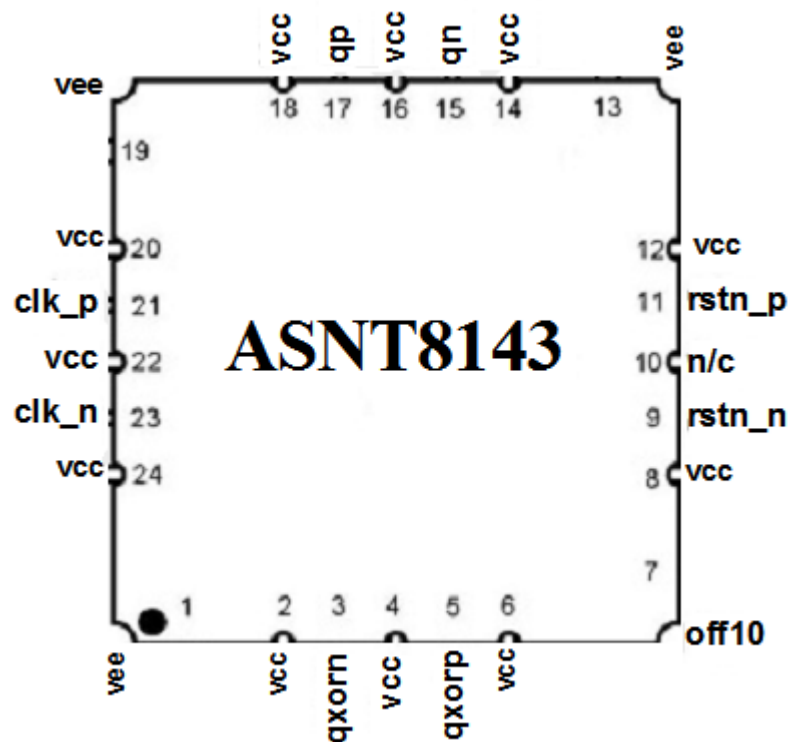 vcc
qp
vcc
qn
vcc
vee
vee
18
17
16
15
14
13
19
vcc
20
12
vcc
clk_p
21
11
rstn_p
ASNT8143
vcc
22
10
n/c
clk_n
23
9
rstn_n
vcc
24
8
vcc
7
1
2
3
4
5
6
off10
vee
vcc
qxorn
vcc
qxorp
vcc